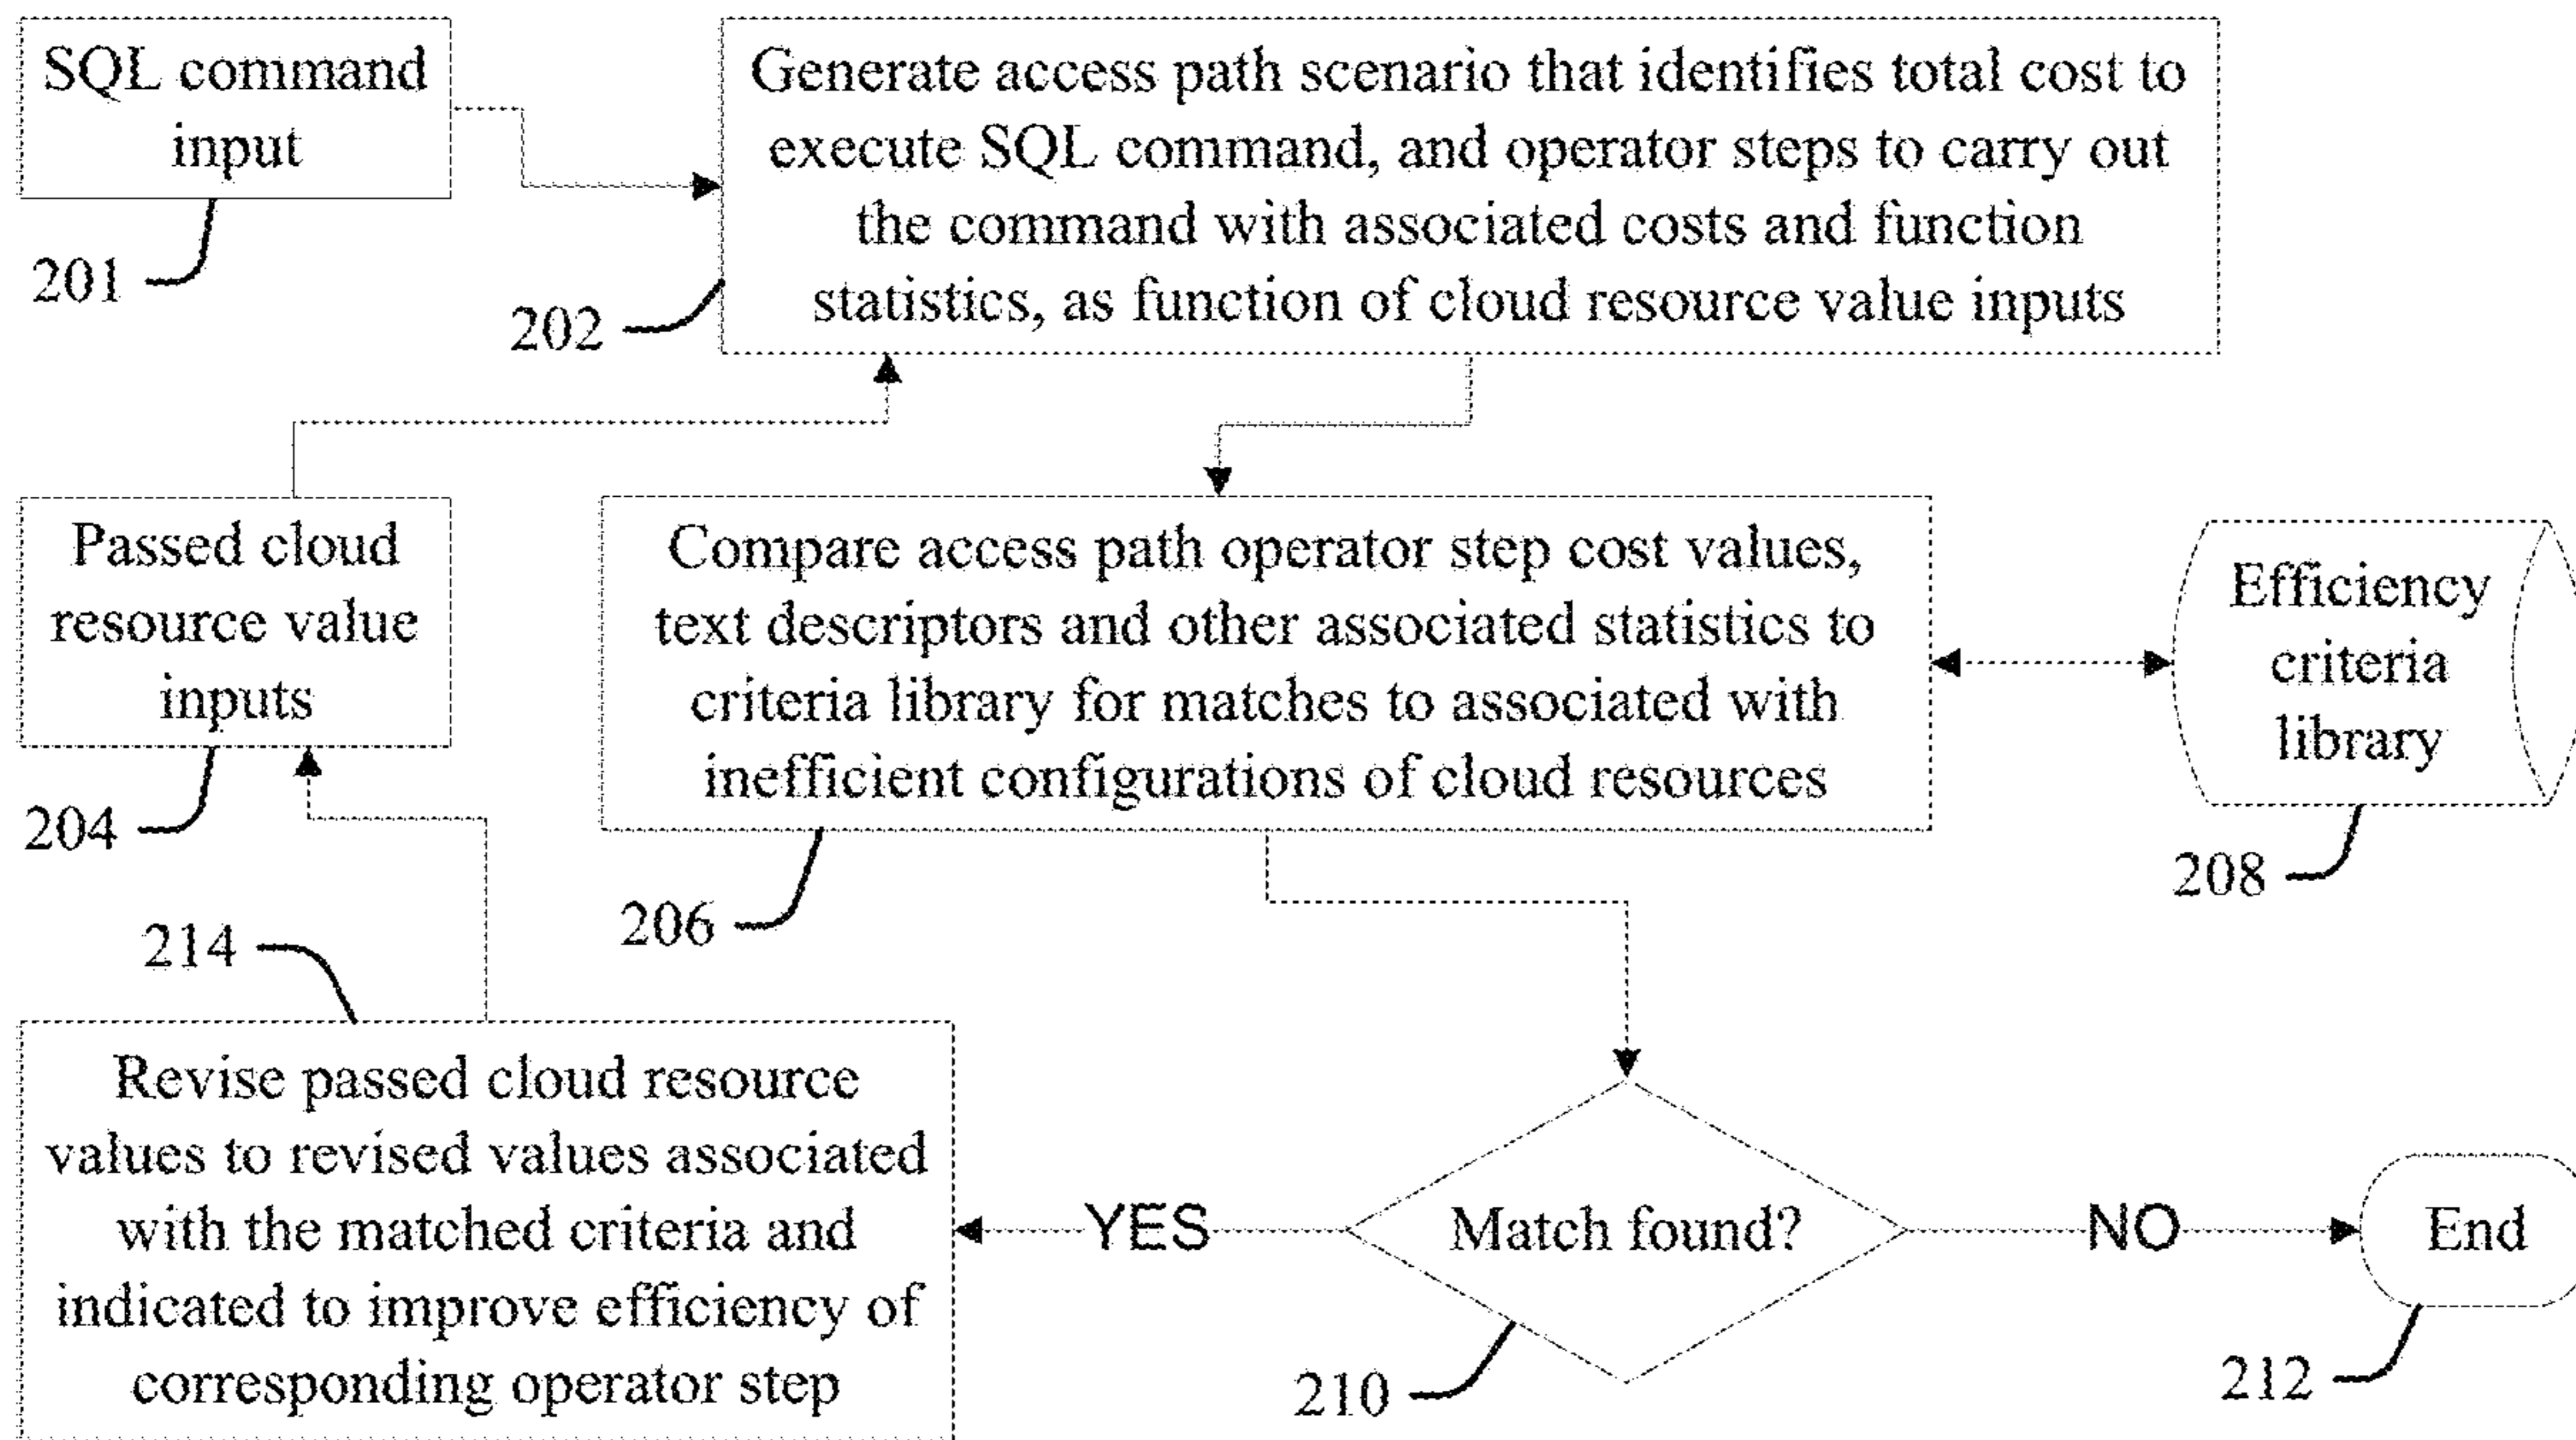 SQL command
input
201
Generate access path scenario that identifies total cost to
execute SQL command, and operator steps to carry out
the command with associated costs and function
statistics, as function of cloud resource value inputs
202
Passed cloud
resource value
inputs
204
Compare access path operator step cost values,
text descriptors and other associated statistics to
criteria library for matches to associated with
inefficient configurations of cloud resources
206
Efficiency
criteria
library
208
214
Revise passed cloud resource
values to revised values associated
with the matched criteria and
indicated to improve efficiency of
corresponding operator step
YES
Match found?
210
NO
End
212